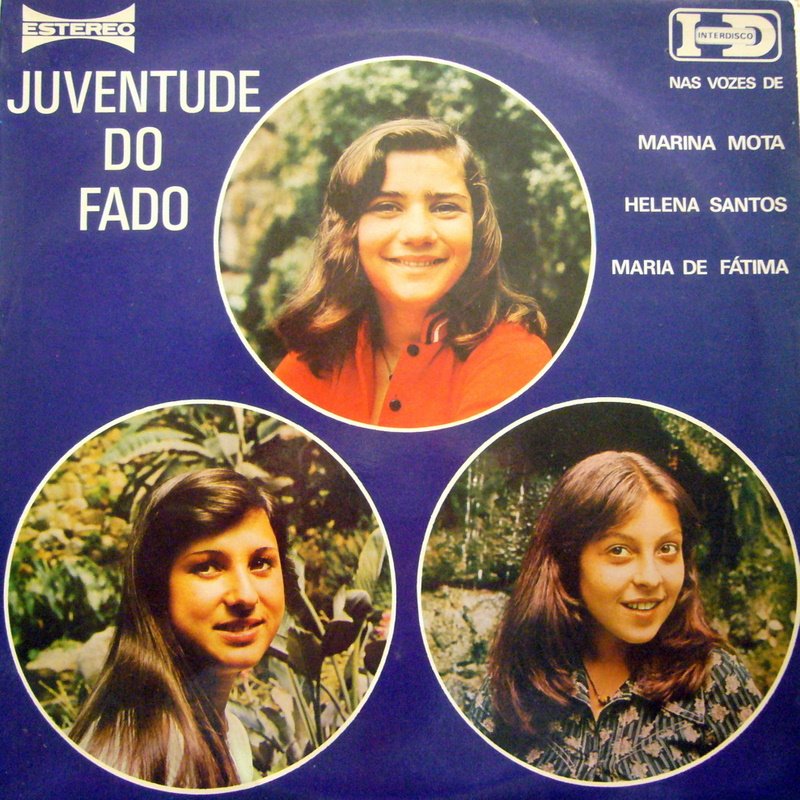 ESTEREO
JUVENTUDE
DO
FADO
INTERDISCO
NAS VOZES DE
MARINA MOTA
HELENA SANTOS
MARIA DE FÁTIMA